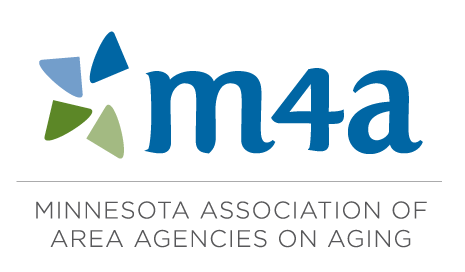 m4a
MINNESOTA ASSOCIATION OF
AREA AGENCIES ON AGING